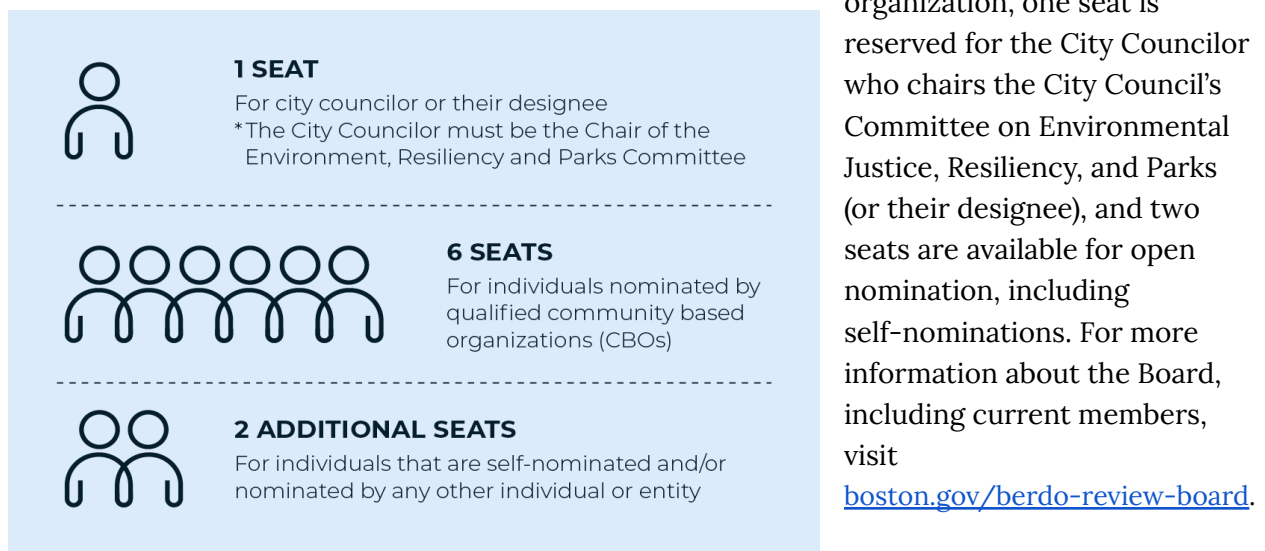 1 SEAT
For city councilor or their designee
*The City Councilor must be the Chair of the
Environment, Resiliency and Parks Committee
6 SEATS
For individuals nominated by
qualified community based
organizations (CBOs)
2 ADDITIONAL SEATS
For individuals that are self-nominated and/or
nominated by any other individual or entity
organization, one seat is
reserved for the City Councilor
who chairs the City Council’s
Committee on Environmental
Justice, Resiliency, and Parks
(or their designee), and two
seats are available for open
nomination, including
self-nominations. For more
information about the Board,
including current members,
visit
boston.gov/berdo-review-board.